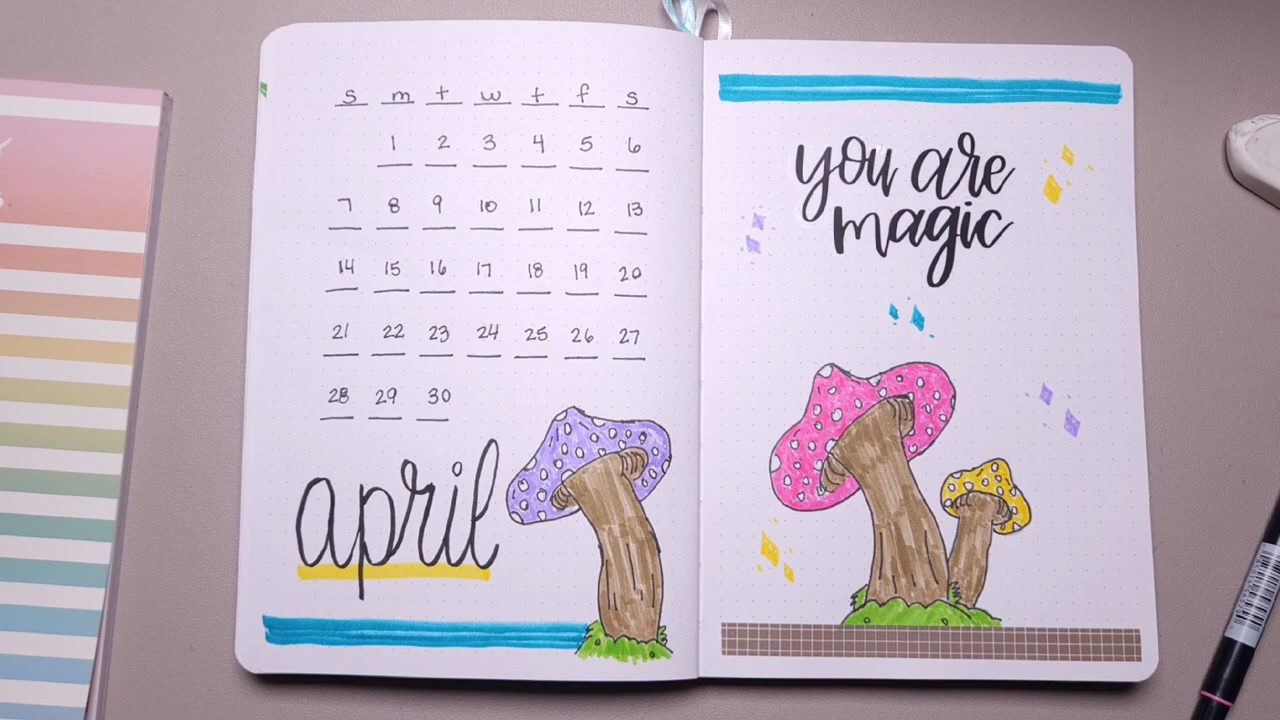 s m t w t f s
1 2 3 4 5 6
7 8 9 10 11 12 13
14 15 16 17 18 19 20
21 22 23 24 25 26 27
28 29 30
april
you are
magic